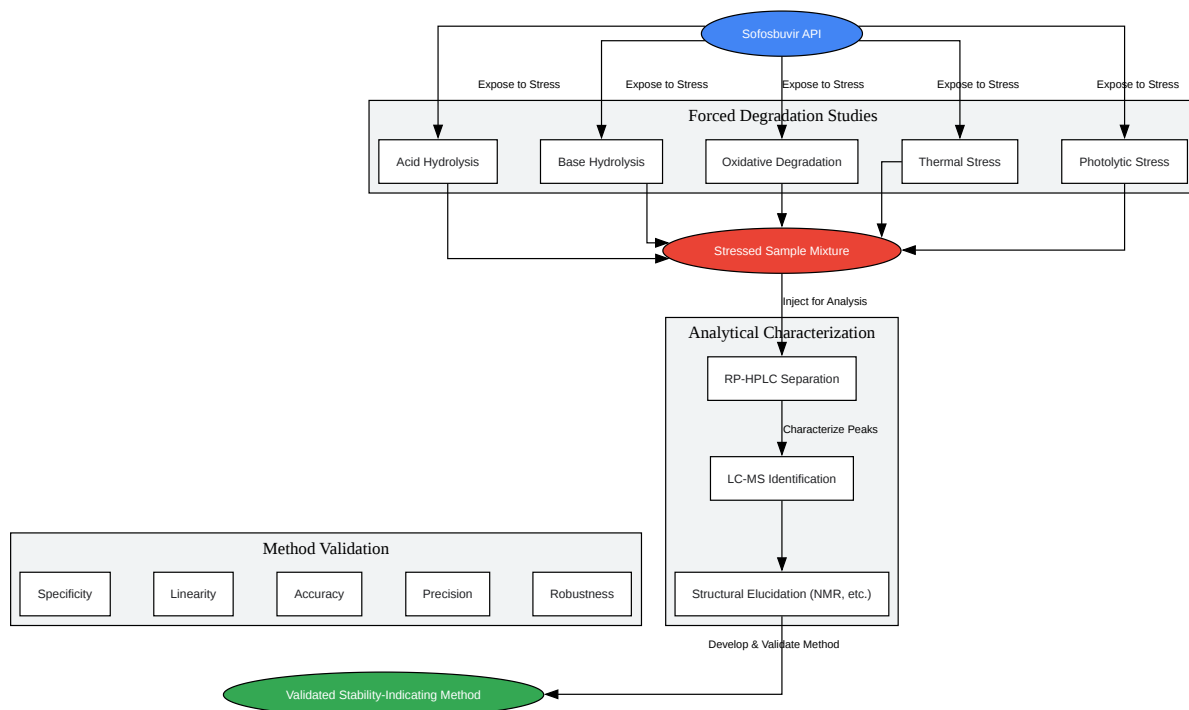 Sofosbuvir API
Expose to Stress
Expose to Stress
Expose to Stress
Expose to Stress
Expose to Stress
Forced Degradation Studies
Acid Hydrolysis
Base Hydrolysis
Oxidative Degradation
Thermal Stress
Photolytic Stress
Stressed Sample Mixture
Inject for Analysis
Analytical Characterization
RP-HPLC Separation
Characterize Peaks
LC-MS Identification
Method Validation
Specificity
Linearity
Accuracy
Precision
Robustness
Structural Elucidation (NMR, etc.)
Develop & Validate Method
Validated Stability-Indicating Method